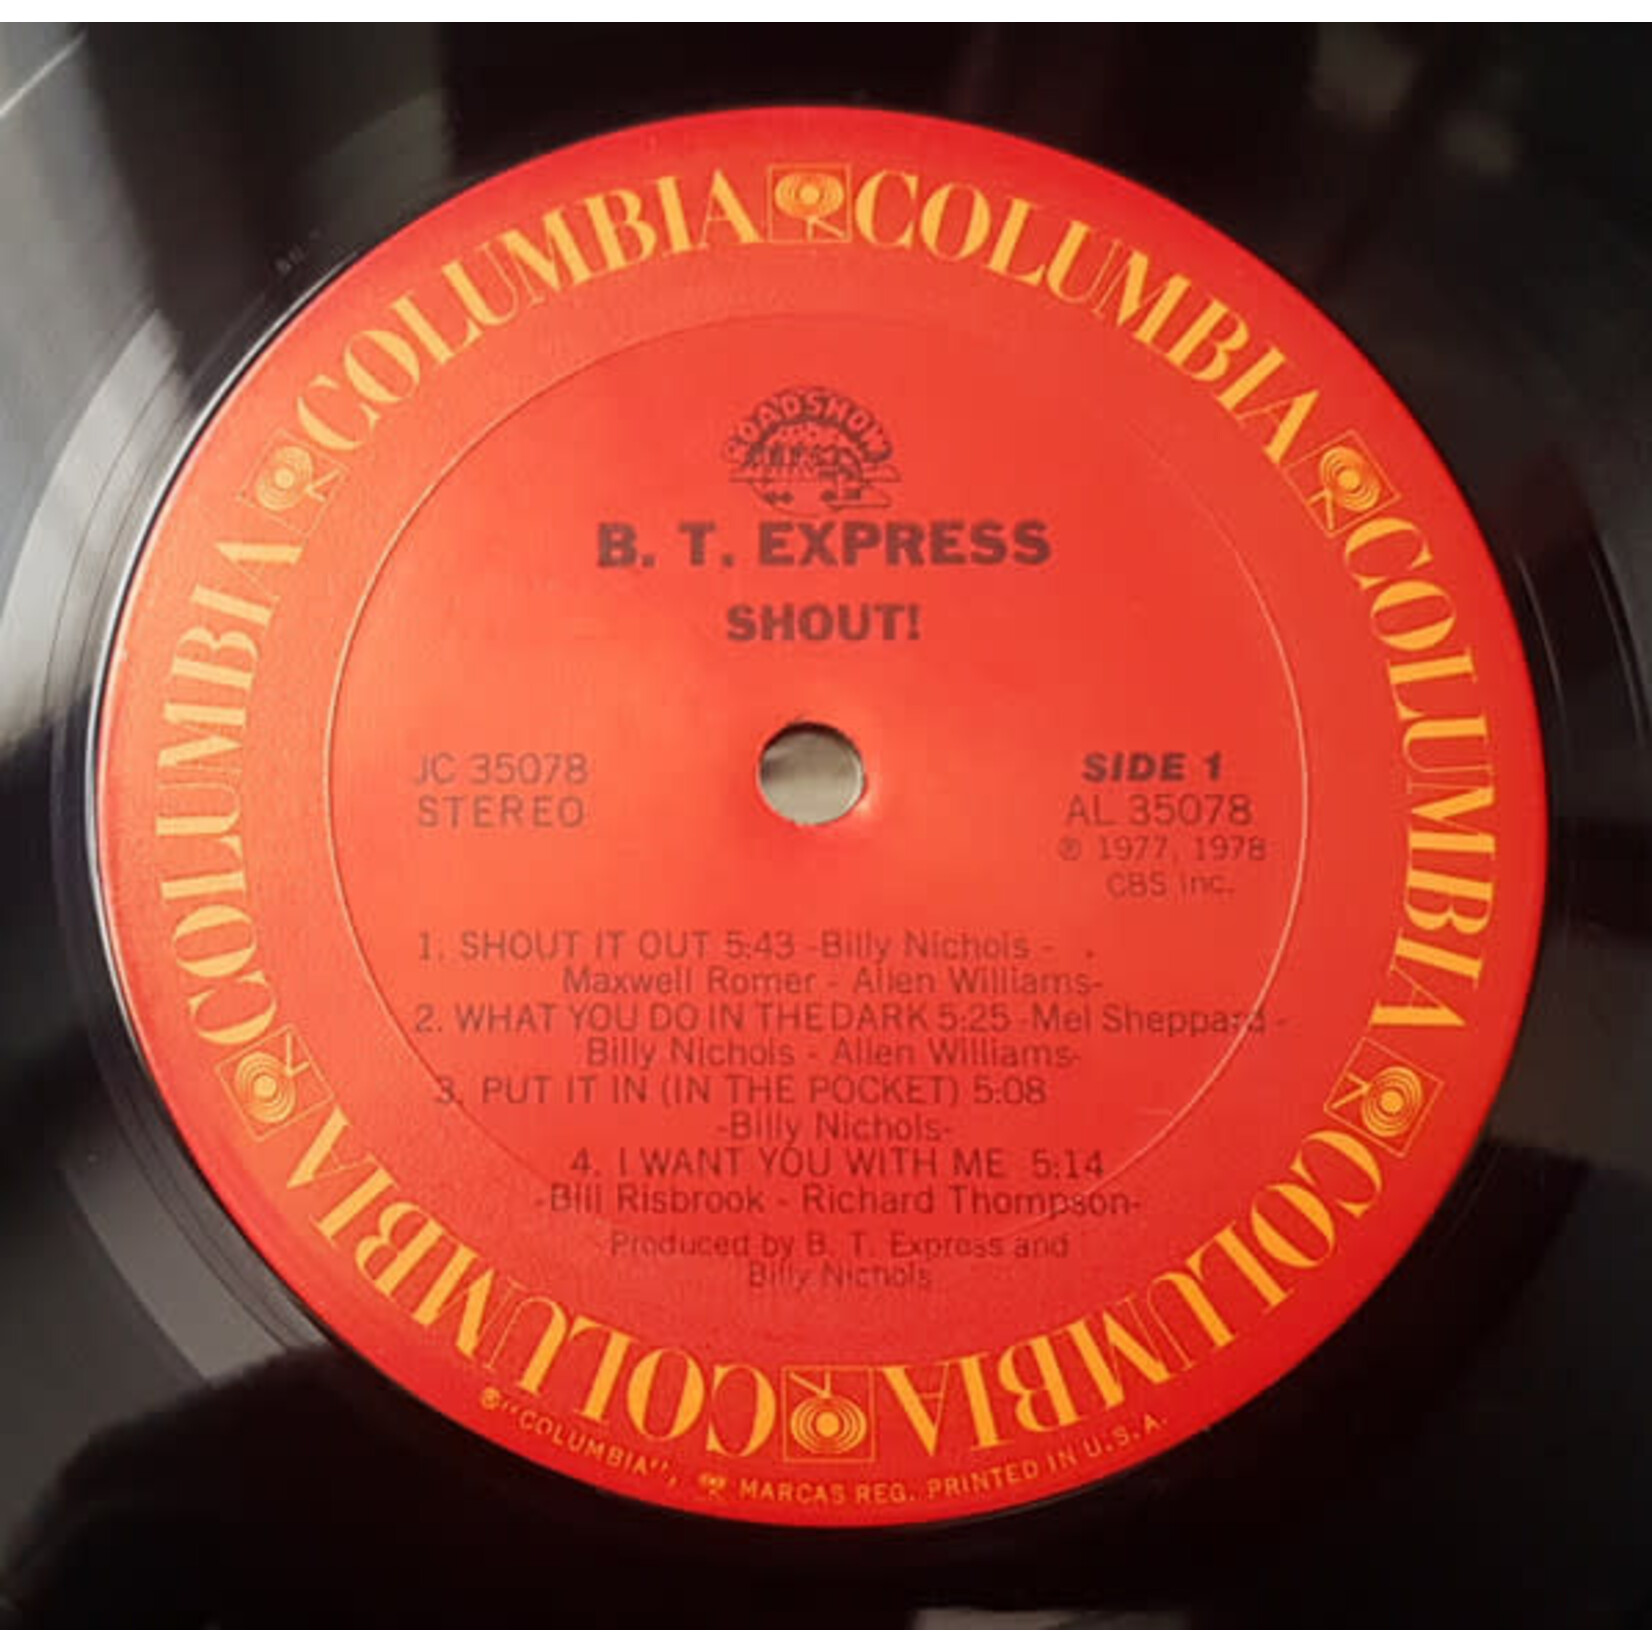 COLUMBIA COLUMBIA COLUMBIA COLUMBIA COLUMBIA COLUMBIA
ROADSHOW
B. T. EXPRESS
SHOUT!
JC 35078
STEREO
SIDE 1
AL 35078
℗ 1977, 1978
CBS Inc.
1. SHOUT IT OUT 5:43 -Billy Nichols -
Maxwell Romer - Allen Williams-
2. WHAT YOU DO IN THE DARK 5:25 -Mel Sheppard -
Billy Nichols - Allen Williams-
3. PUT IT IN (IN THE POCKET) 5:08
-Billy Nichols-
4. I WANT YOU WITH ME 5:14
-Bill Risbrook - Richard Thompson-
Produced by B. T. Express and
Billy Nichols
®"COLUMBIA", MARCAS REG. PRINTED IN U.S.A.